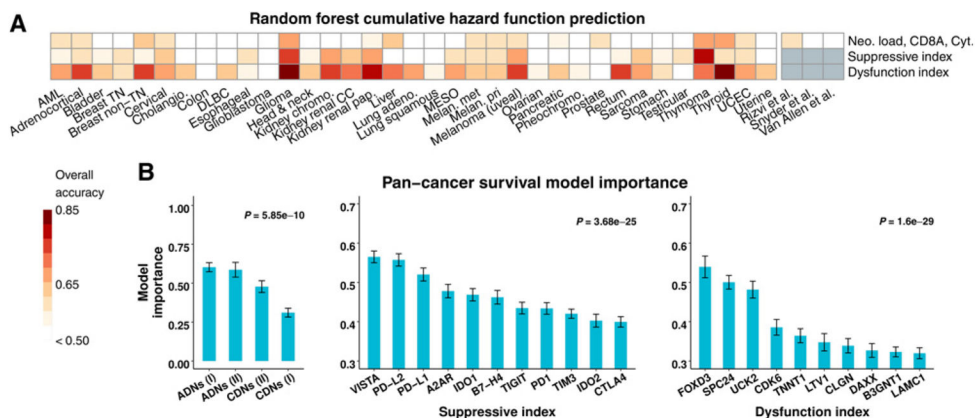 A
Random forest cumulative hazard function prediction
Neo. load, CD8A, Cyt.
Suppressive index
Dysfunction index
AML
Adrenocortical
Bladder
Breast TN
Breast non-TN
Cervical
Cholangio.
Colon
DLBC
Esophageal
Glioblastoma
Glioma
Head & neck
Kidney chromo.
Kidney renal CC
Kidney renal pap.
Liver
Lung adeno.
Lung squamous
MESO
Melan. met
Melan. pri
Melanoma (uveal)
Ovarian
Pancreatic
Pheochromo.
Prostate
Rectum
Sarcoma
Stomach
Testicular
Thymoma
Thyroid
UCEC
Uterine
Rizvi et al.
Snyder et al.
Van Allen et al.
Overall
accuracy
0.85
0.65
< 0.50
B
Pan-cancer survival model importance
Model
importance
1.00
0.75
0.50
0.25
0.00
P = 5.85e-10
ADNs (I)
ADNs (II)
CDNs (II)
CDNs (I)
0.7
0.6
0.5
0.4
0.3
P = 3.68e-25
VISTA
PD-L2
PD-L1
A2AR
IDO1
B7-H4
TIGIT
PD1
TIM3
IDO2
CTLA4
Suppressive index
0.7
0.6
0.5
0.4
0.3
P = 1.6e-29
FOXD3
SPC24
UCK2
CDK6
TNNT1
LTV1
CLGN
DAXX
B3GNT1
LAMC1
Dysfunction index